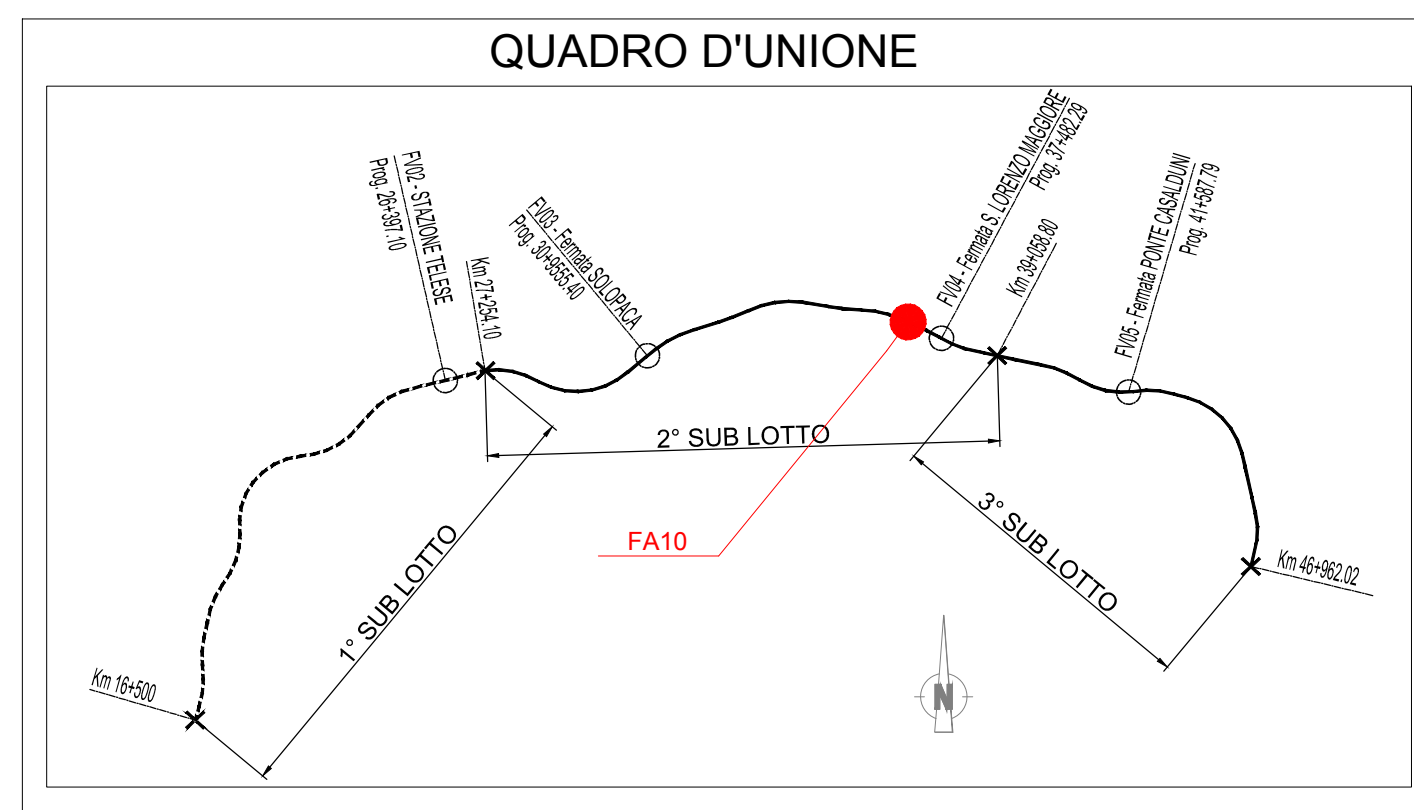 QUADRO D'UNIONE
FV02 - STAZIONE TELESE
Prog. 26+397.10
Km 27+254.10
FV03 - Fermata SOLOPACA
Prog. 30+9555.40
FV04 - Fermata S. LORENZO MAGGIORE
Prog. 37+482.29
Km 39+058.80
FV05 - Fermata PONTE CASALDUNI
Prog. 41+587.79
2° SUB LOTTO
FA10
1° SUB LOTTO
3° SUB LOTTO
Km 46+962.02
Km 16+500
N